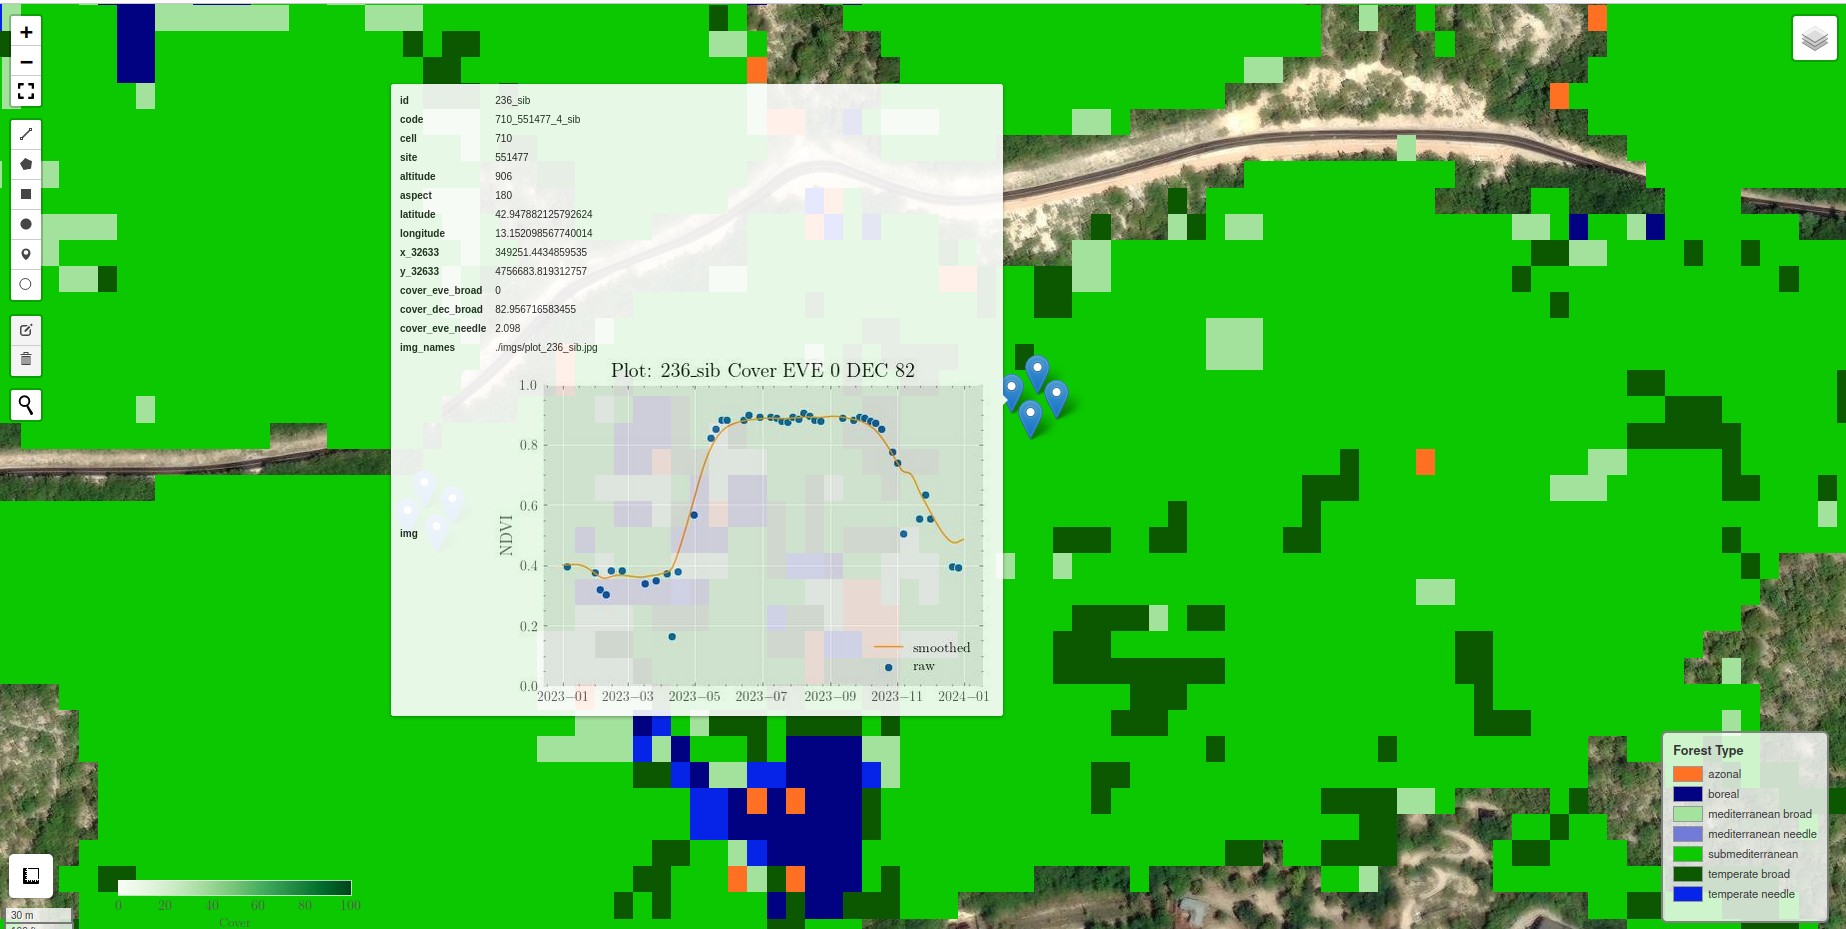 +
−
id 236_sib
code 710_551477_4_sib
cell 710
site 551477
altitude 906
aspect 180
latitude 42.947882125792624
longitude 13.152098567740014
x_32633 349251.4434859535
y_32633 4756683.819312757
cover_eve_broad 0
cover_dec_broad 82.956716583455
cover_eve_needle 2.098
img_names ./imgs/plot_236_sib.jpg
img
Plot: 236_sib Cover EVE 0 DEC 82
1.0
0.8
0.6
0.4
0.2
0.0
NDVI
smoothed
raw
2023−01 2023−03 2023−05 2023−07 2023−09 2023−11 2024−01
Forest Type
azonal
boreal
mediterranean broad
mediterranean needle
submediterranean
temperate broad
temperate needle
0 20 40 60 80 100
Cover
30 m